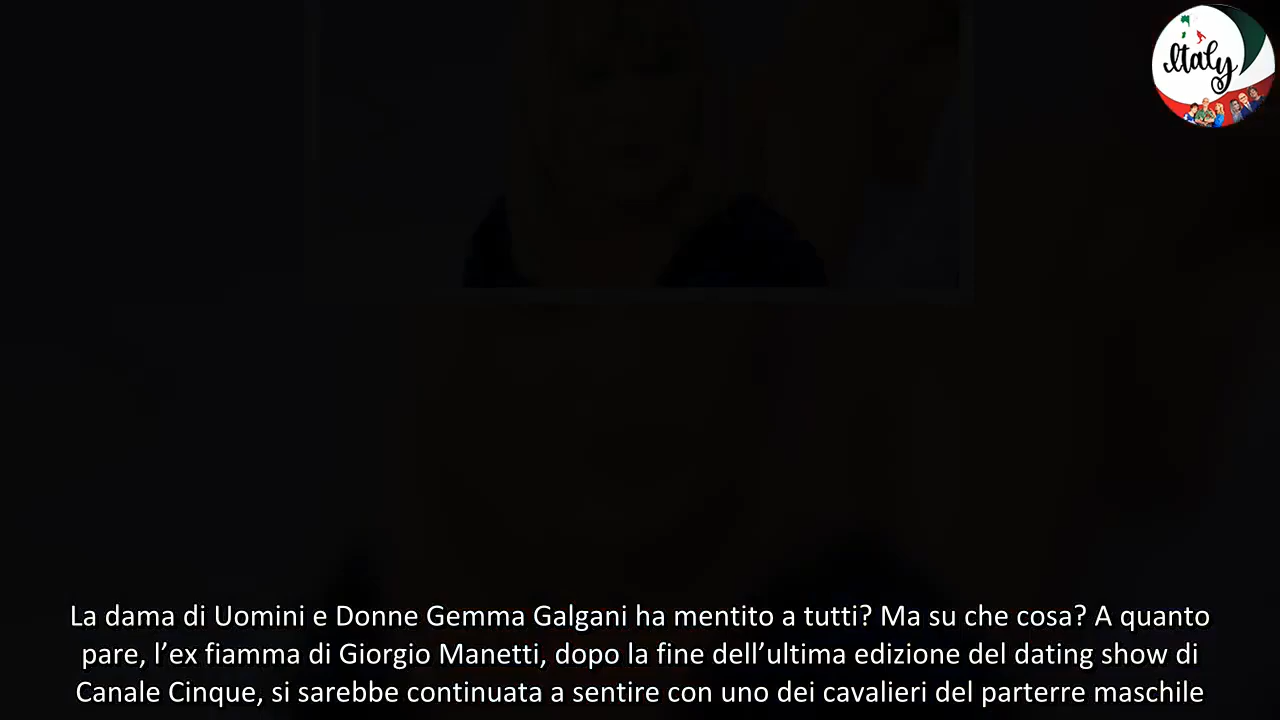 Italy
La dama di Uomini e Donne Gemma Galgani ha mentito a tutti? Ma su che cosa? A quanto
pare, l’ex fiamma di Giorgio Manetti, dopo la fine dell’ultima edizione del dating show di
Canale Cinque, si sarebbe continuata a sentire con uno dei cavalieri del parterre maschile